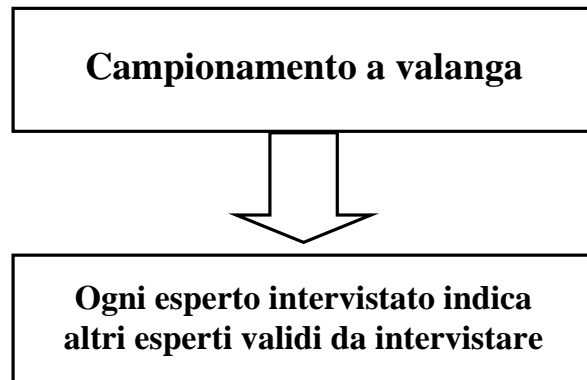 Campionamento a valanga
Ogni esperto intervistato indica
altri esperti validi da intervistare